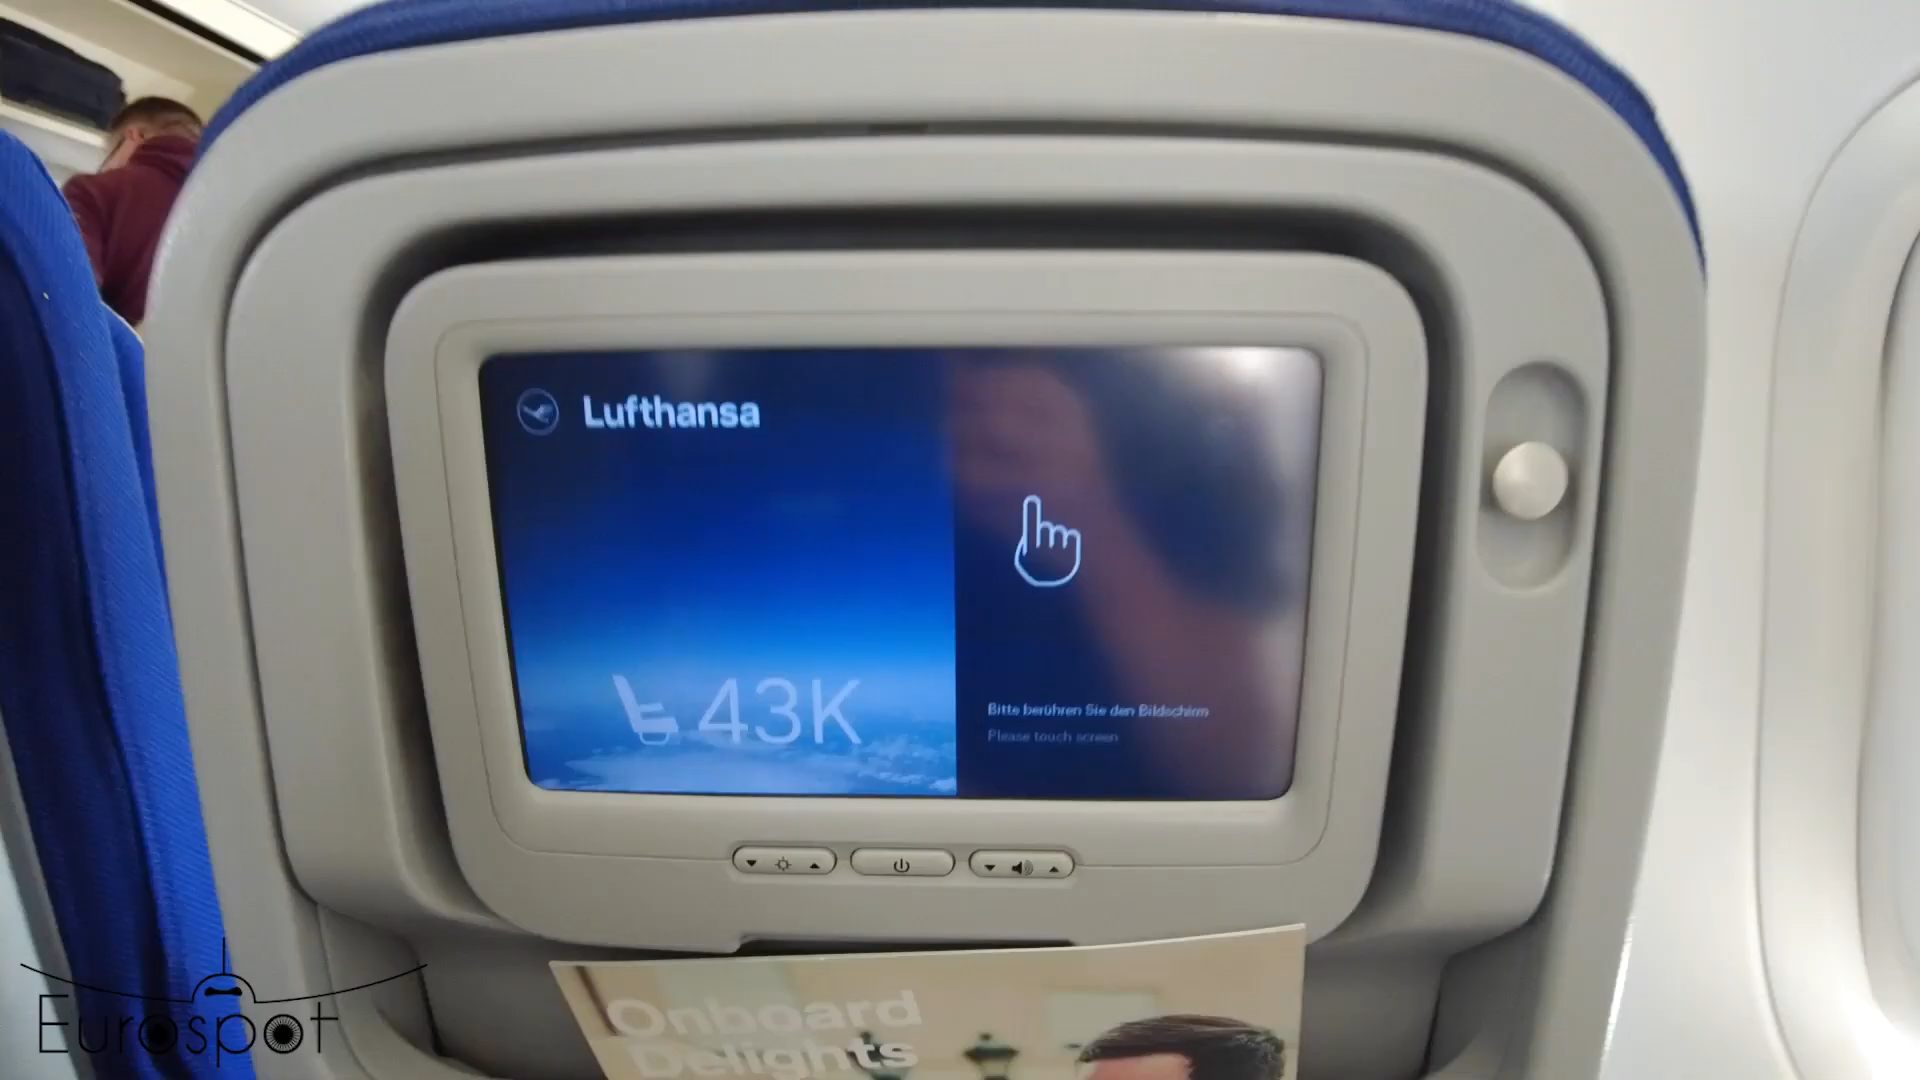 Lufthansa
43K
Bitte berühren Sie den Bildschirm
Please touch screen
Onboard
Delights
Eurospot